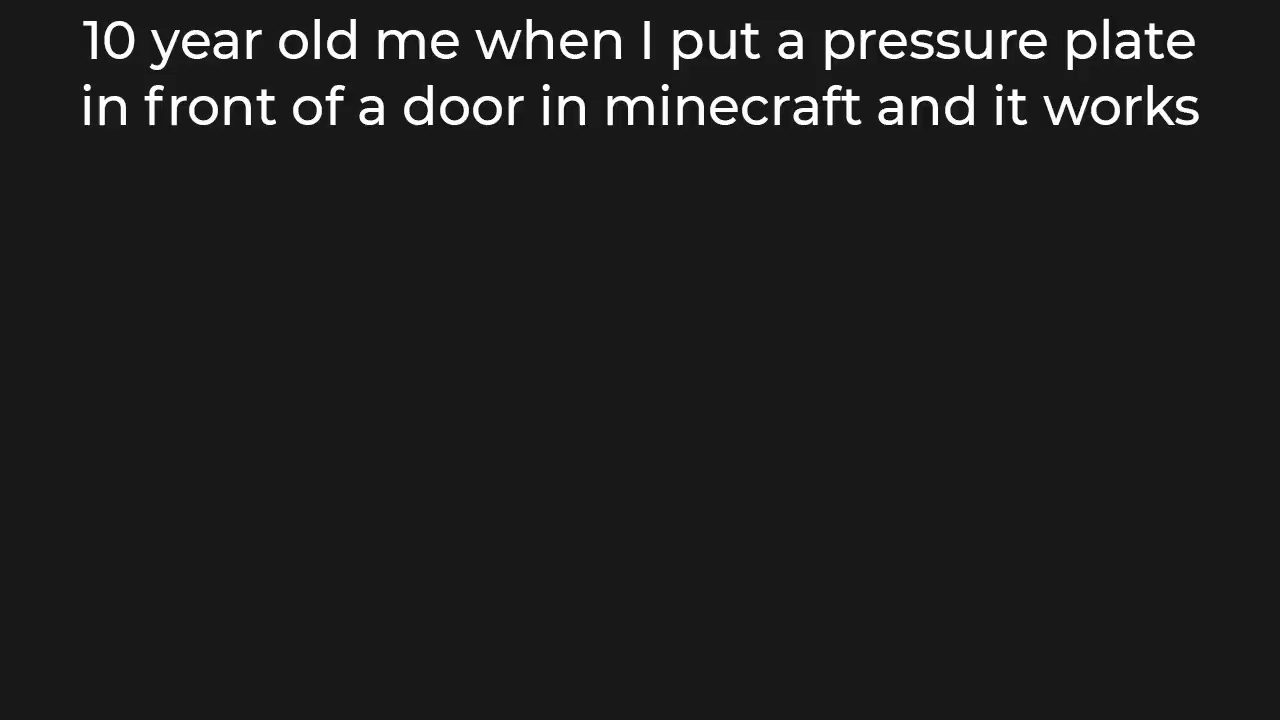 10 year old me when I put a pressure plate
in front of a door in minecraft and it works